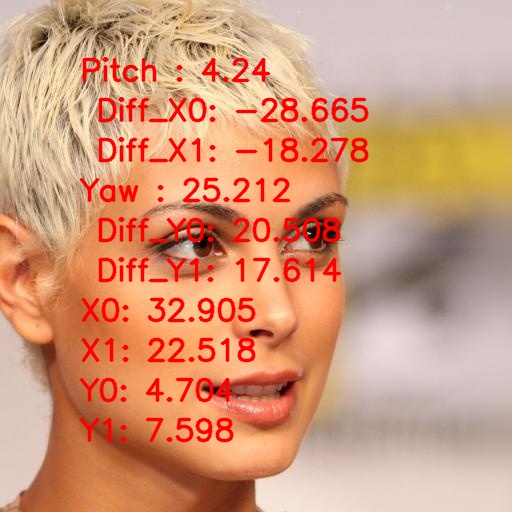 Pitch : 4.24
Diff_X0: -28.665
Diff_X1: -18.278
Yaw : 25.212
Diff_Y0: 20.508
Diff_Y1: 17.614
X0: 32.905
X1: 22.518
Y0: 4.704
Y1: 7.598